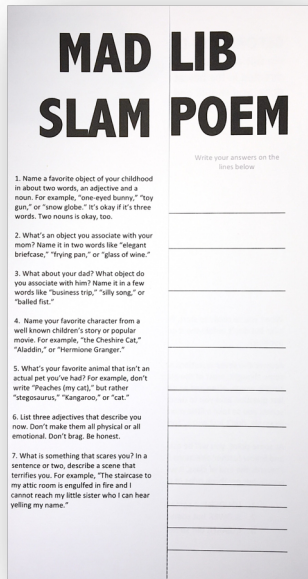 MAD LIB
SLAM POEM
Write your answers on the
lines below
1. Name a favorite object of your childhood
in about two words, an adjective and a
noun. For example, “one-eyed bunny,” “toy
gun,” or “snow globe.” It’s okay if it’s three
words. Two nouns is okay, too.
2. What’s an object you associate with your
mom? Name it in two words like “elegant
briefcase,” “frying pan,” or “glass of wine.”
3. What about your dad? What object do
you associate with him? Name it in a few
words like “business trip,” “silly song,” or
“balled fist.”
4. Name your favorite character from a
well known children’s story or popular
movie. For example, “the Cheshire Cat,”
“Aladdin,” or “Hermione Granger.”
5. What’s your favorite animal that isn’t an
actual pet you’ve had? For example, don’t
write “Peaches (my cat),” but rather
“stegosaurus,” “Kangaroo,” or “cat.”
6. List three adjectives that describe you
now. Don’t make them all physical or all
emotional. Don’t brag. Be honest.
7. What is something that scares you? In a
sentence or two, describe a scene that
terrifies you. For example, “The staircase to
my attic room is engulfed in fire and I
cannot reach my little sister who I can hear
yelling my name.”